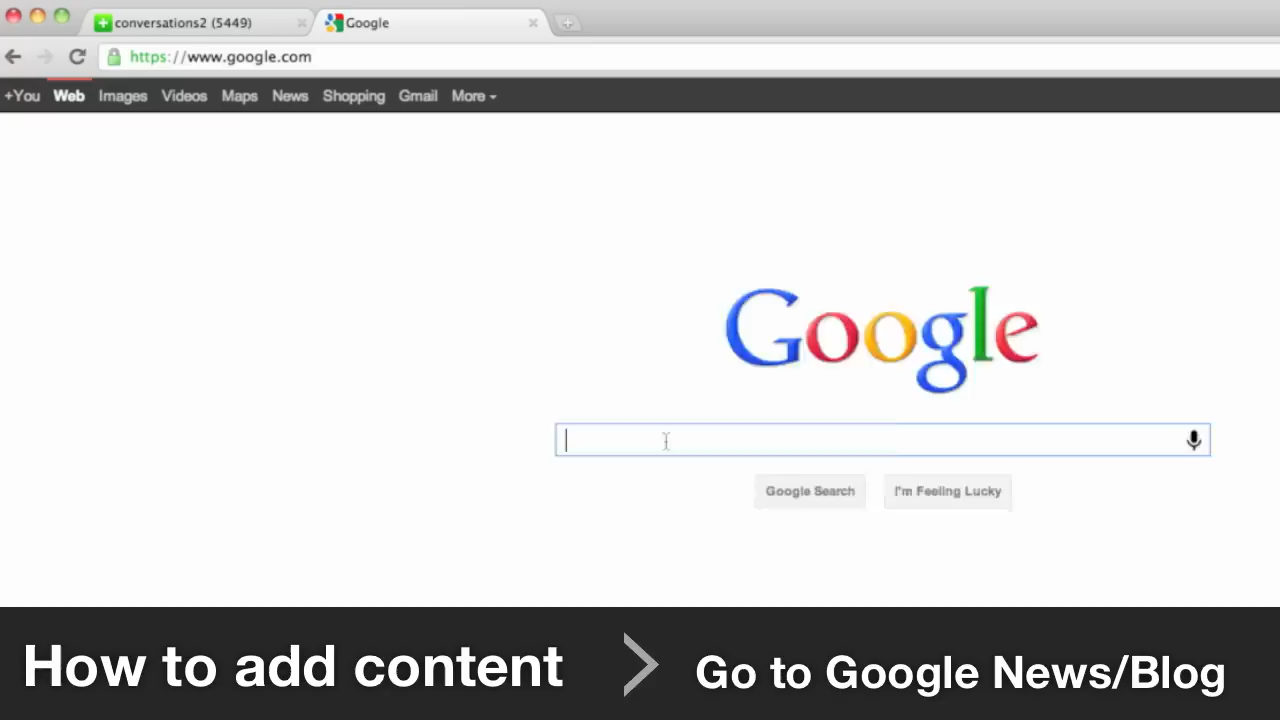 conversations2 (5449) Google
https://www.google.com
+You Web Images Videos Maps News Shopping Gmail More
Google
Google Search I'm Feeling Lucky
How to add content Go to Google News/Blog